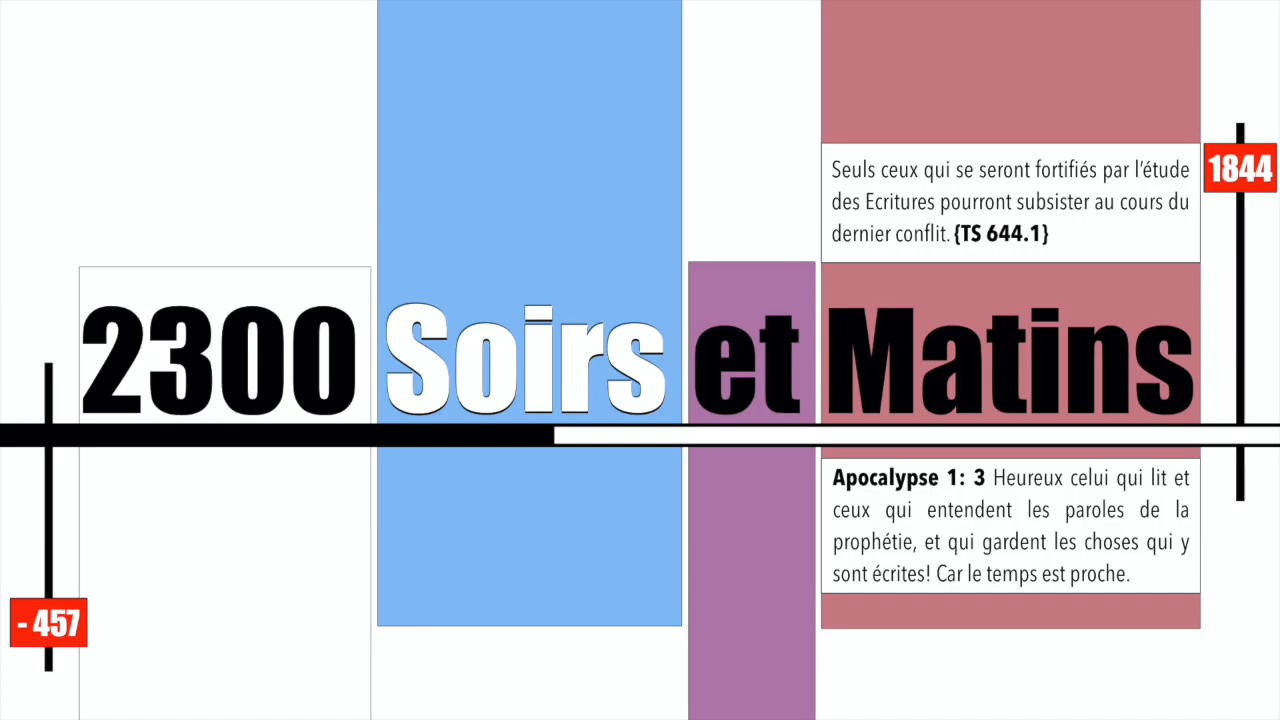 Seuls ceux qui se seront fortifiés par l'étude
des Ecritures pourront subsister au cours du
dernier conflit. {TS 644.1}
1844
2300 Soirs et Matins
Apocalypse 1: 3 Heureux celui qui lit et
ceux qui entendent les paroles de la
prophétie, et qui gardent les choses qui y
sont écrites! Car le temps est proche.
- 457